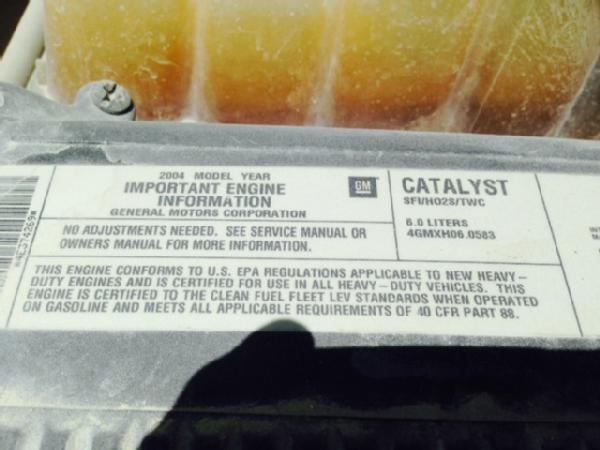 2004 MODEL YEAR
IMPORTANT ENGINE
INFORMATION
GENERAL MOTORS CORPORATION
GM
NO ADJUSTMENTS NEEDED. SEE SERVICE MANUAL OR
OWNERS MANUAL FOR MORE INFORMATION.
CATALYST
SFI/HO2S/TWC
6.0 LITERS
4GMXH06.0583
THIS ENGINE CONFORMS TO U.S. EPA REGULATIONS APPLICABLE TO NEW HEAVY-
DUTY ENGINES AND IS CERTIFIED FOR USE IN ALL HEAVY-DUTY VEHICLES. THIS
ENGINE IS CERTIFIED TO THE CLEAN FUEL FLEET LEV STANDARDS WHEN OPERATED
ON GASOLINE AND MEETS ALL APPLICABLE REQUIREMENTS OF 40 CFR PART 88.